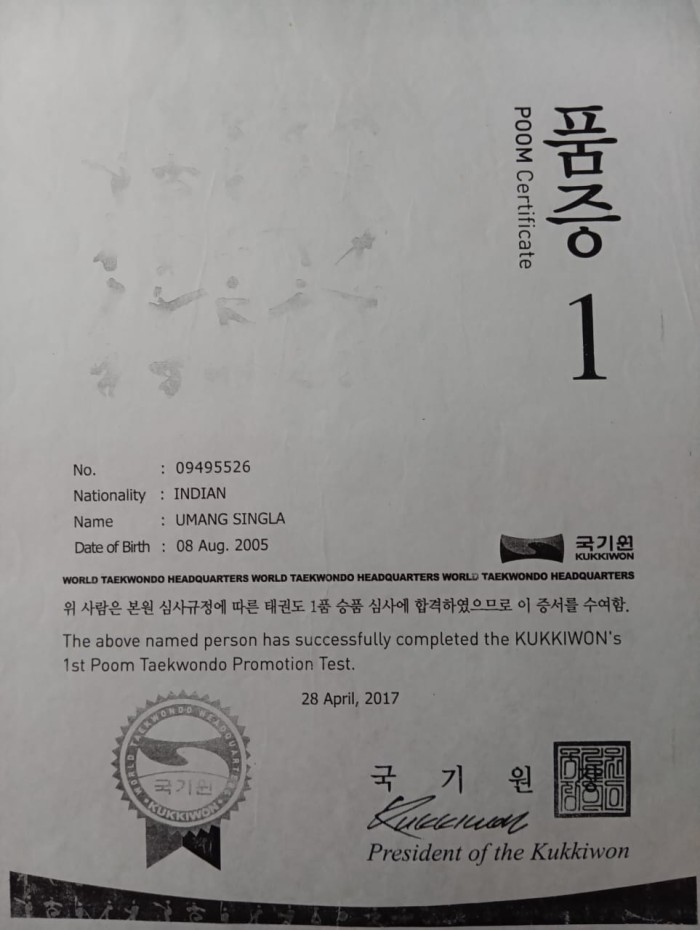 품증
POOM Certificate
1
No. : 09495526
Nationality : INDIAN
Name : UMANG SINGLA
Date of Birth : 08 Aug. 2005
국기원
KUKKIWON
WORLD TAEKWONDO HEADQUARTERS WORLD TAEKWONDO HEADQUARTERS WORLD TAEKWONDO HEADQUARTERS
위 사람은 본원 심사규정에 따른 태권도 1품 승품 심사에 합격하였으므로 이 증서를 수여함.
The above named person has successfully completed the KUKKIWON's
1st Poom Taekwondo Promotion Test.
28 April, 2017
WORLD TAEKWONDO HEADQUARTERS
국기원
KUKKIWON
국 기 원
Kukkiwon
President of the Kukkiwon